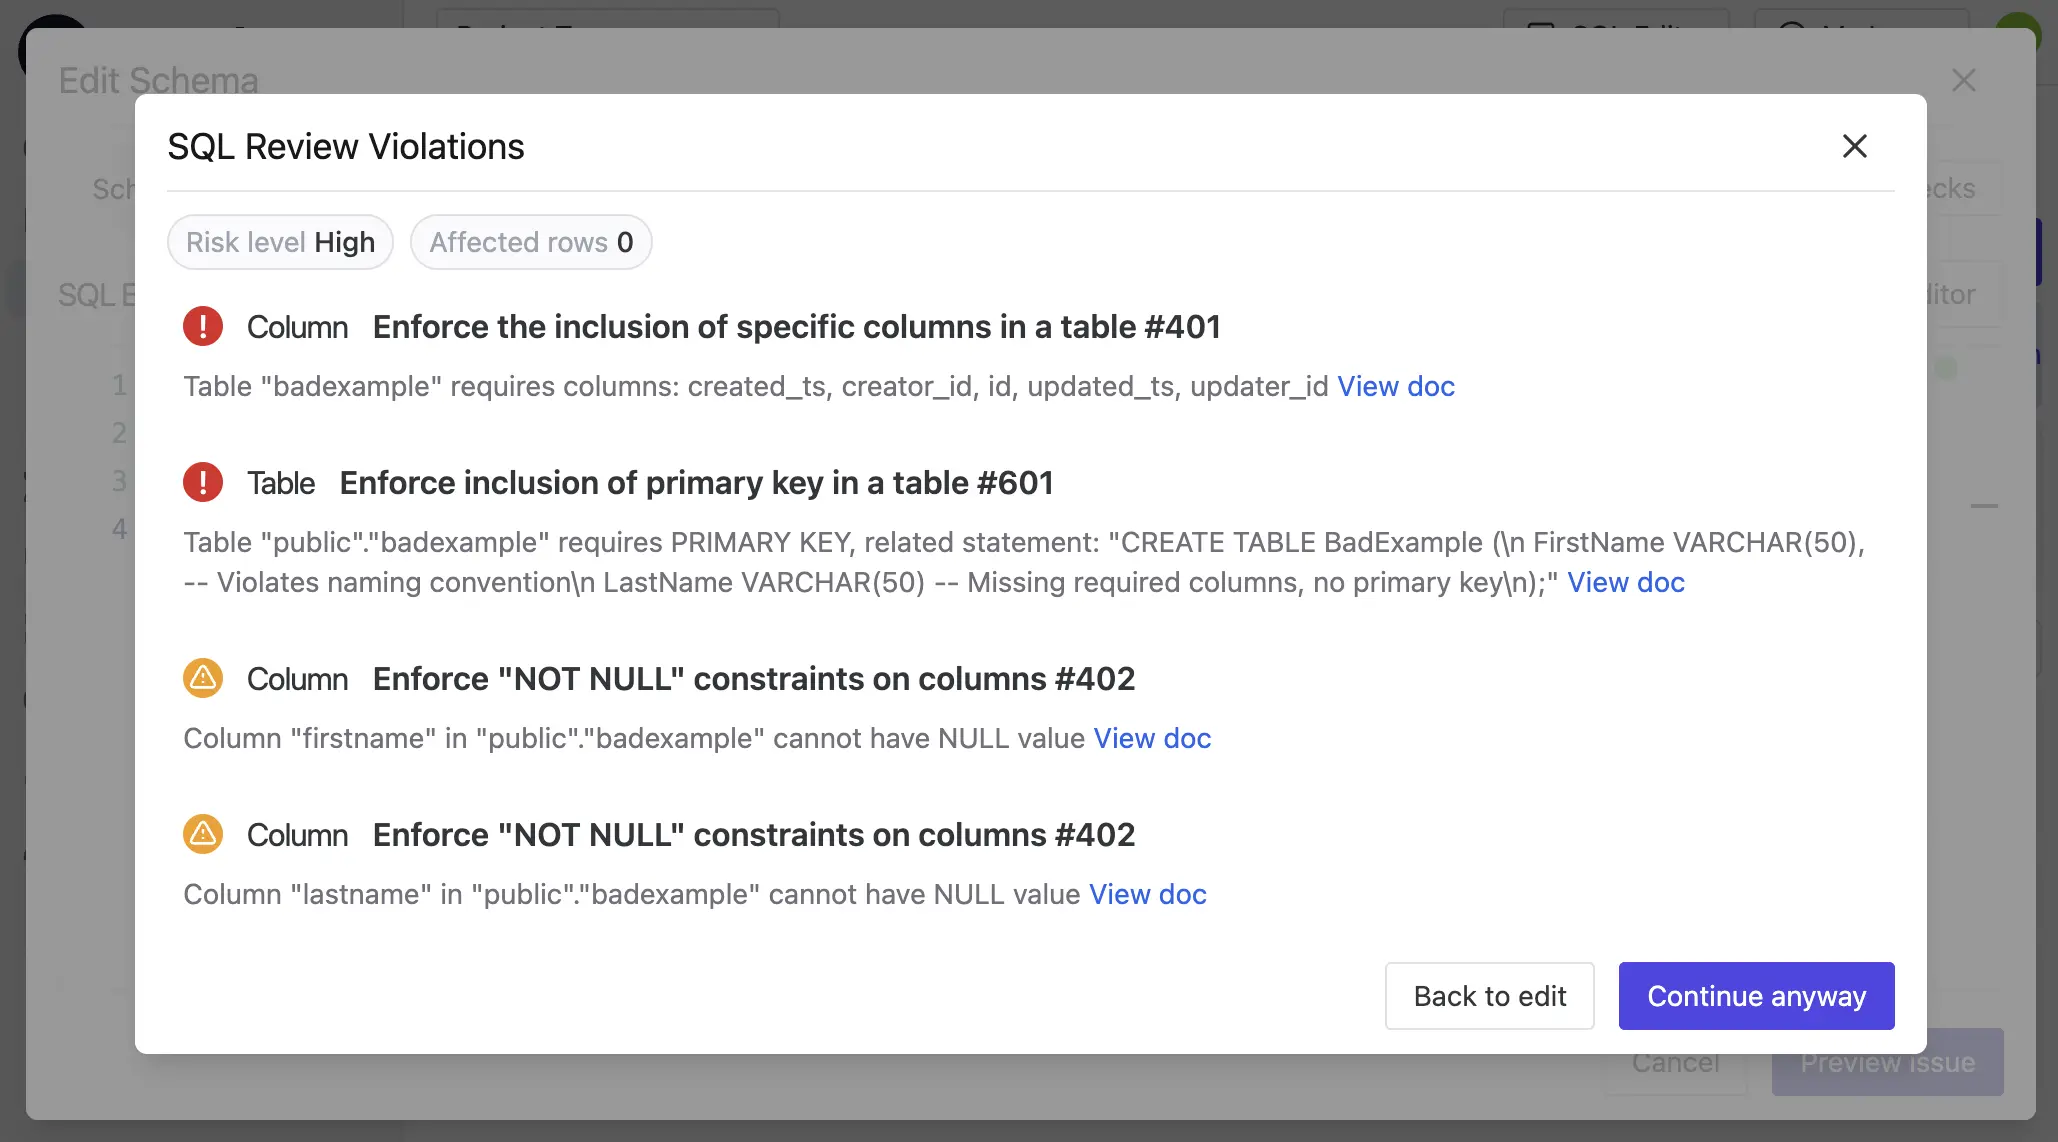 Edit Schema
SQL Review Violations
Risk level High
Affected rows 0
Column Enforce the inclusion of specific columns in a table #401
Table "badexample" requires columns: created_ts, creator_id, id, updated_ts, updater_id View doc
Table Enforce inclusion of primary key in a table #601
Table "public"."badexample" requires PRIMARY KEY, related statement: "CREATE TABLE BadExample (\n FirstName VARCHAR(50),
-- Violates naming convention\n LastName VARCHAR(50) -- Missing required columns, no primary key\n);" View doc
Column Enforce "NOT NULL" constraints on columns #402
Column "firstname" in "public"."badexample" cannot have NULL value View doc
Column Enforce "NOT NULL" constraints on columns #402
Column "lastname" in "public"."badexample" cannot have NULL value View doc
1
2
3
4
Back to edit
Continue anyway
Cancel
Preview issue